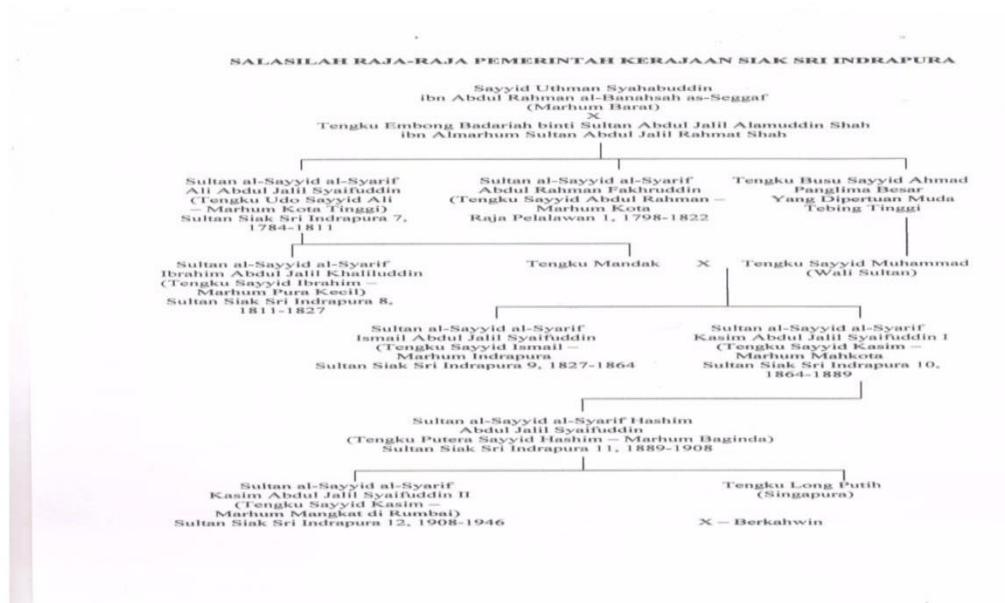 SALASILAH RAJA-RAJA PEMERINTAH KERAJAAN SIAK SRI INDRAPURA
Sayyid Uthman Syahabuddin
ibn Abdul Rahman al-Banahsah as-Seggaf
(Marhum Barat)
X
Tengku Embong Badariah binti Sultan Abdul Jalil Alamuddin Shah
ibn Almarhum Sultan Abdul Jalil Rahmat Shah
Sultan al-Sayyid al-Syarif
Ali Abdul Jalil Syaifuddin
(Tengku Udo Sayyid Ali
– Marhum Kota Tinggi)
Sultan Siak Sri Indrapura 7,
1784-1811
Sultan al-Sayyid al-Syarif
Abdul Rahman Fakhruddin
(Tengku Sayyid Abdul Rahman –
Marhum Kota
Raja Pelalawan 1, 1798-1822
Tengku Busu Sayyid Ahmad
Panglima Besar
Yang Dipertuan Muda
Tebing Tinggi
Sultan al-Sayyid al-Syarif
Ibrahim Abdul Jalil Khaliluddin
(Tengku Sayyid Ibrahim –
Marhum Pura Kecil)
Sultan Siak Sri Indrapura 8,
1811-1827
Tengku Mandak
X
Tengku Sayyid Muhammad
(Wali Sultan)
Sultan al-Sayyid al-Syarif
Ismail Abdul Jalil Syaifuddin
(Tengku Sayyid Ismail –
Marhum Indrapura
Sultan Siak Sri Indrapura 9, 1827-1864
Sultan al-Sayyid al-Syarif
Kasim Abdul Jalil Syaifuddin I
(Tengku Sayyid Kasim –
Marhum Mahkota
Sultan Siak Sri Indrapura 10,
1864-1889
Sultan al-Sayyid al-Syarif Hashim
Abdul Jalil Syaifuddin
(Tengku Putera Sayyid Hashim – Marhum Baginda)
Sultan Siak Sri Indrapura 11, 1889-1908
Sultan al-Sayyid al-Syarif
Kasim Abdul Jalil Syaifuddin II
(Tengku Sayyid Kasim –
Marhum Mangkat di Rumbai)
Sultan Siak Sri Indrapura 12, 1908-1946
Tengku Long Putih
(Singapura)
X – Berkahwin